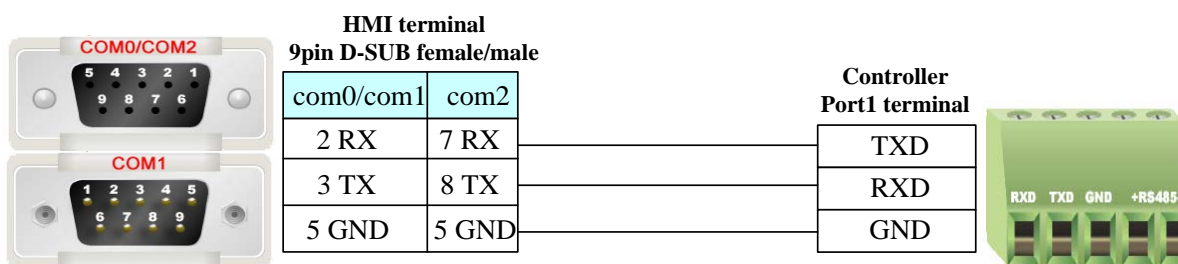 HMI terminal
9pin D-SUB female/male
COM0/COM2
5 4 3 2 1
9 8 7 6
COM1
1 2 3 4 5
6 7 8 9
com0/com1 com2
2 RX 7 RX
3 TX 8 TX
5 GND 5 GND
Controller
Port1 terminal
TXD
RXD
GND
RXD TXD GND +RS485-